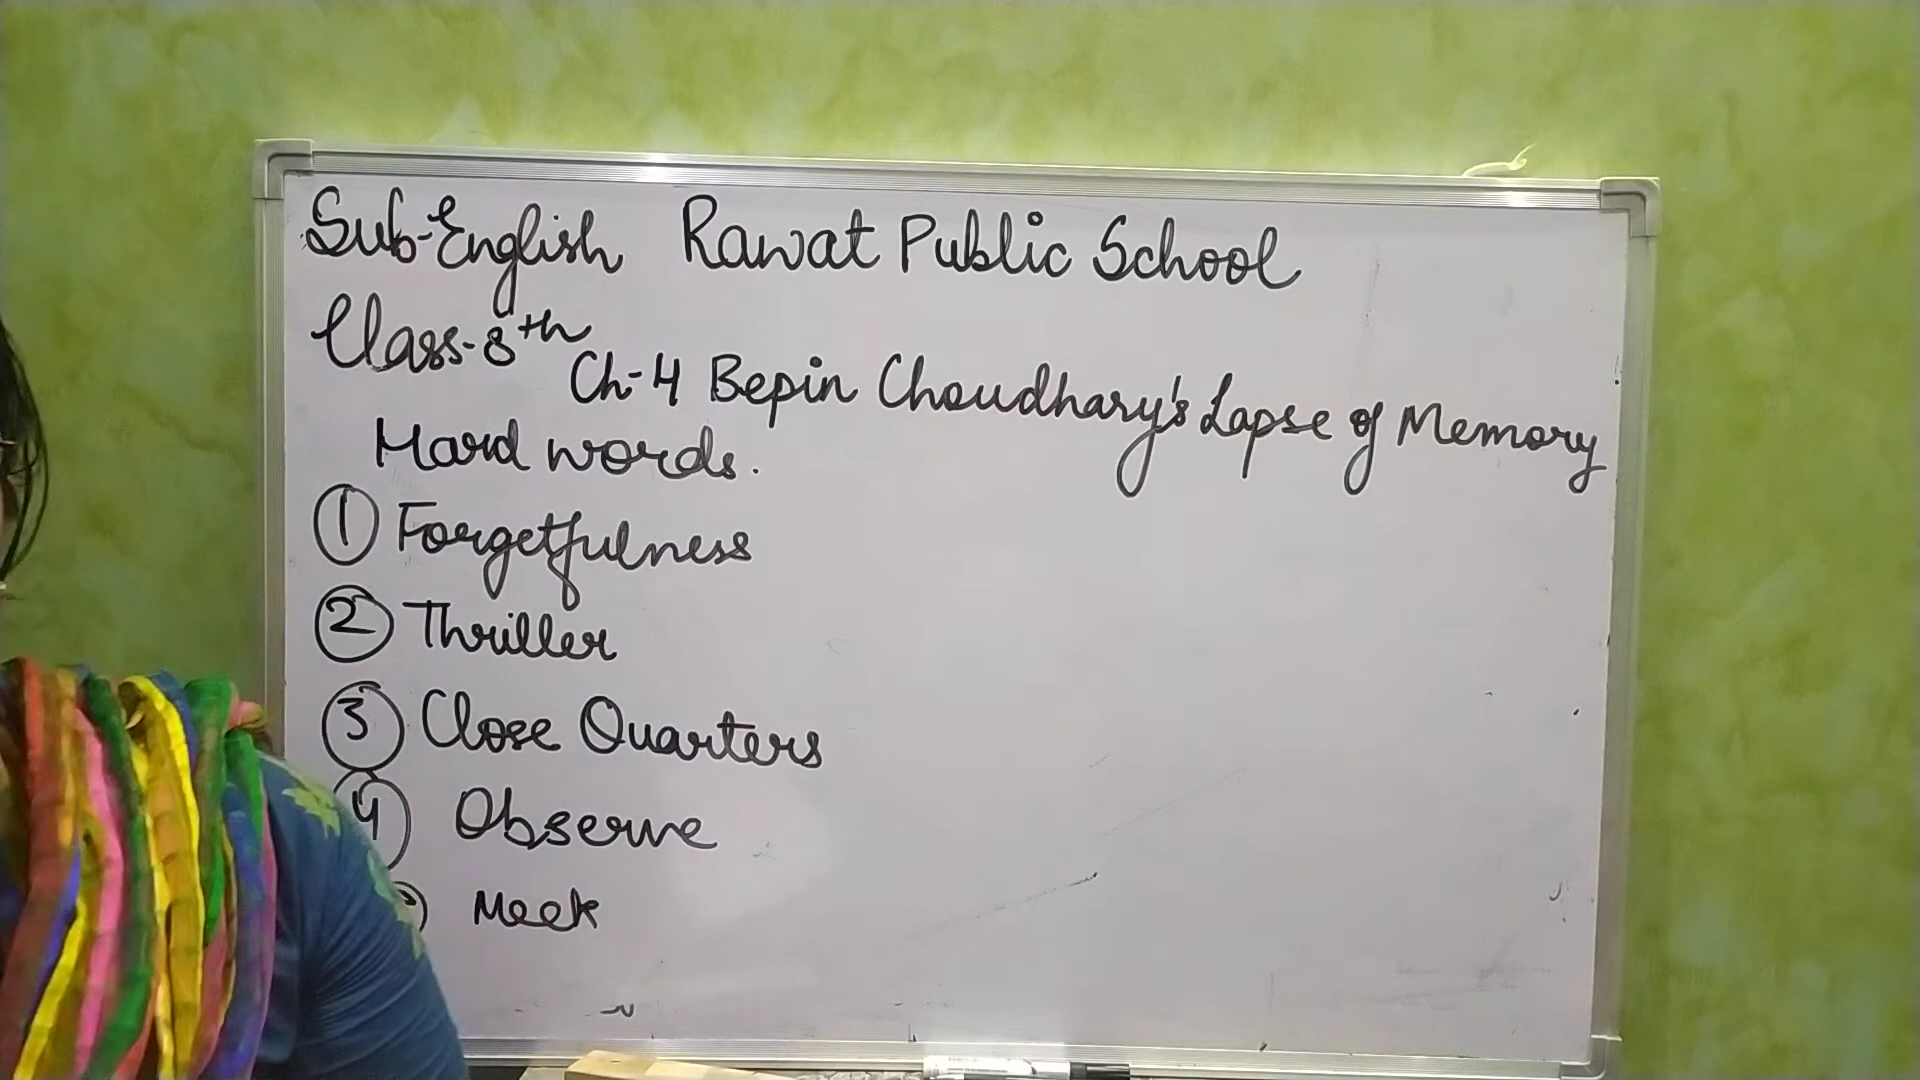 Sub-English Rawat Public School
Class-8th
Ch-4 Bepin Choudhary's Lapse of Memory
Hard words.
1 Forgetfulness
2 Thriller
3 Close Quarters
4 Observe
Meek